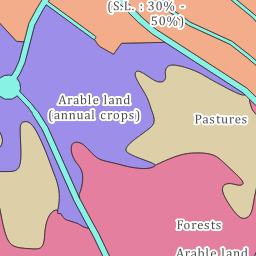 (S.L. : 30% -
50%)
Arable land
(annual crops)
Pastures
Forests
Arable land